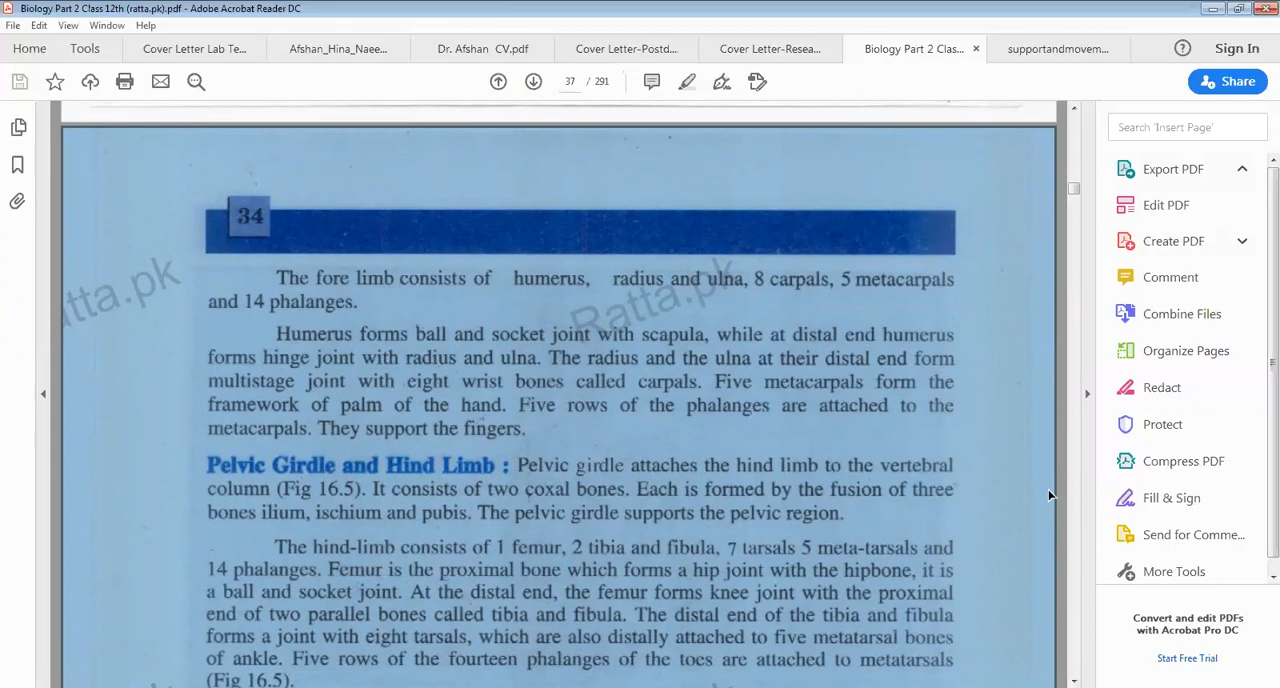 Biology Part 2 Class 12th (ratta.pk).pdf - Adobe Acrobat Reader DC
File Edit View Window Help
Home Tools Cover Letter Lab Te... Afshan_Hina_Naee... Dr. Afshan CV.pdf Cover Letter-Postd... Cover Letter-Resea... Biology Part 2 Clas... × supportandmovem... Sign In
37 / 291 Share
Search 'Insert Page'
34
The fore limb consists of humerus, radius and ulna, 8 carpals, 5 metacarpals
and 14 phalanges.
Humerus forms ball and socket joint with scapula, while at distal end humerus
forms hinge joint with radius and ulna. The radius and the ulna at their distal end form
multistage joint with eight wrist bones called carpals. Five metacarpals form the
framework of palm of the hand. Five rows of the phalanges are attached to the
metacarpals. They support the fingers.
Pelvic Girdle and Hind Limb : Pelvic girdle attaches the hind limb to the vertebral
column (Fig 16.5). It consists of two coxal bones. Each is formed by the fusion of three
bones ilium, ischium and pubis. The pelvic girdle supports the pelvic region.
The hind-limb consists of 1 femur, 2 tibia and fibula, 7 tarsals 5 meta-tarsals and
14 phalanges. Femur is the proximal bone which forms a hip joint with the hipbone, it is
a ball and socket joint. At the distal end, the femur forms knee joint with the proximal
end of two parallel bones called tibia and fibula. The distal end of the tibia and fibula
forms a joint with eight tarsals, which are also distally attached to five metatarsal bones
of ankle. Five rows of the fourteen phalanges of the toes are attached to metatarsals
(Fig 16.5).
atta.pk
Ratta.pk
Export PDF
Edit PDF
Create PDF
Comment
Combine Files
Organize Pages
Redact
Protect
Compress PDF
Fill & Sign
Send for Comme...
More Tools
Convert and edit PDFs
with Acrobat Pro DC
Start Free Trial